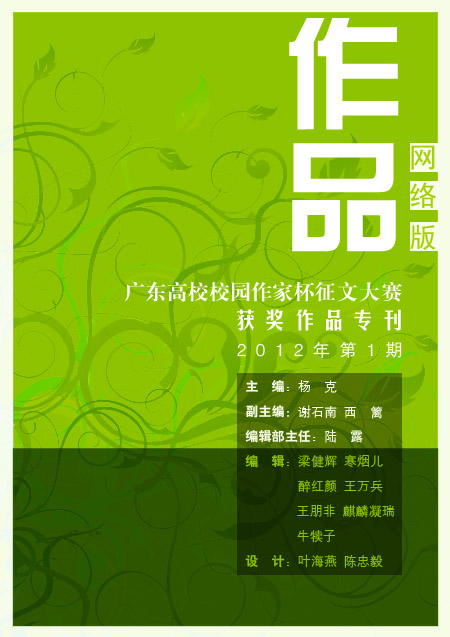 作品
网络版
广东高校校园作家杯征文大赛
获奖作品专刊
2012年第1期
主 编：杨 克
副主编：谢石南 西 篱
编辑部主任：陆 露
编 辑：梁健辉 寒烟儿
醉红颜 王万兵
王朋非 麒麟凝瑞
牛犊子
设 计：叶海燕 陈忠毅